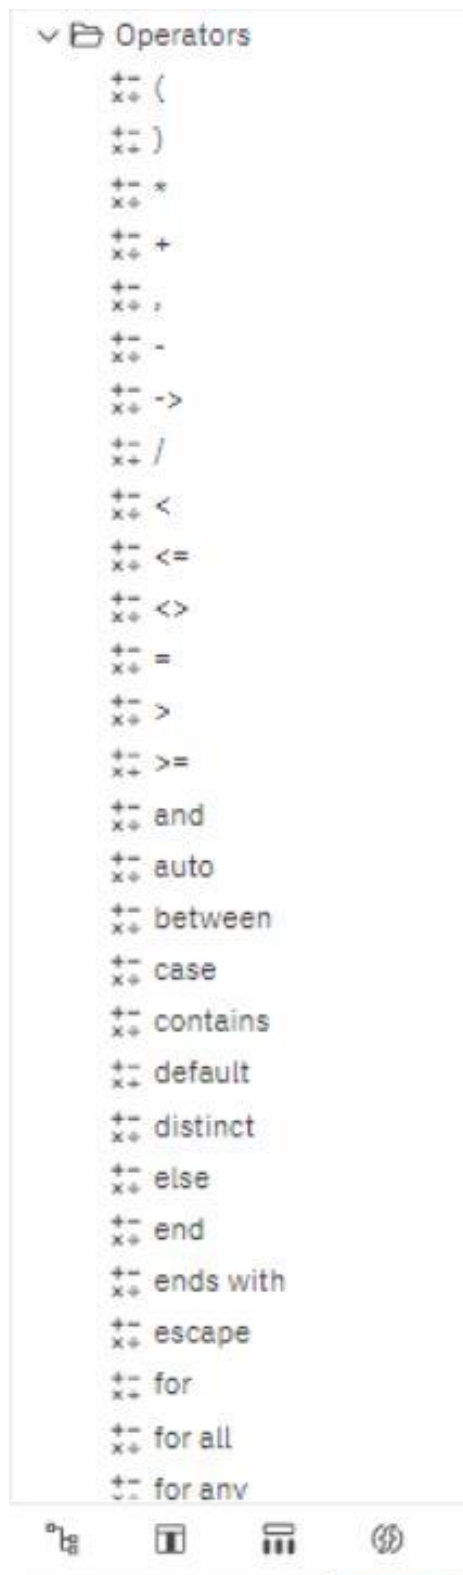 Operators
(
)
*
+
,
-
->
/
<
<=
<>
=
>
>=
and
auto
between
case
contains
default
distinct
else
end
ends with
escape
for
for all
for any